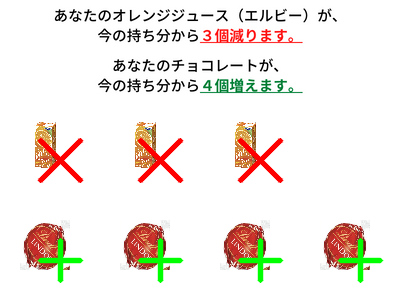 あなたのオレンジジュース（エルビー）が、
今の持ち分から３個減ります。
あなたのチョコレートが、
今の持ち分から４個増えます。